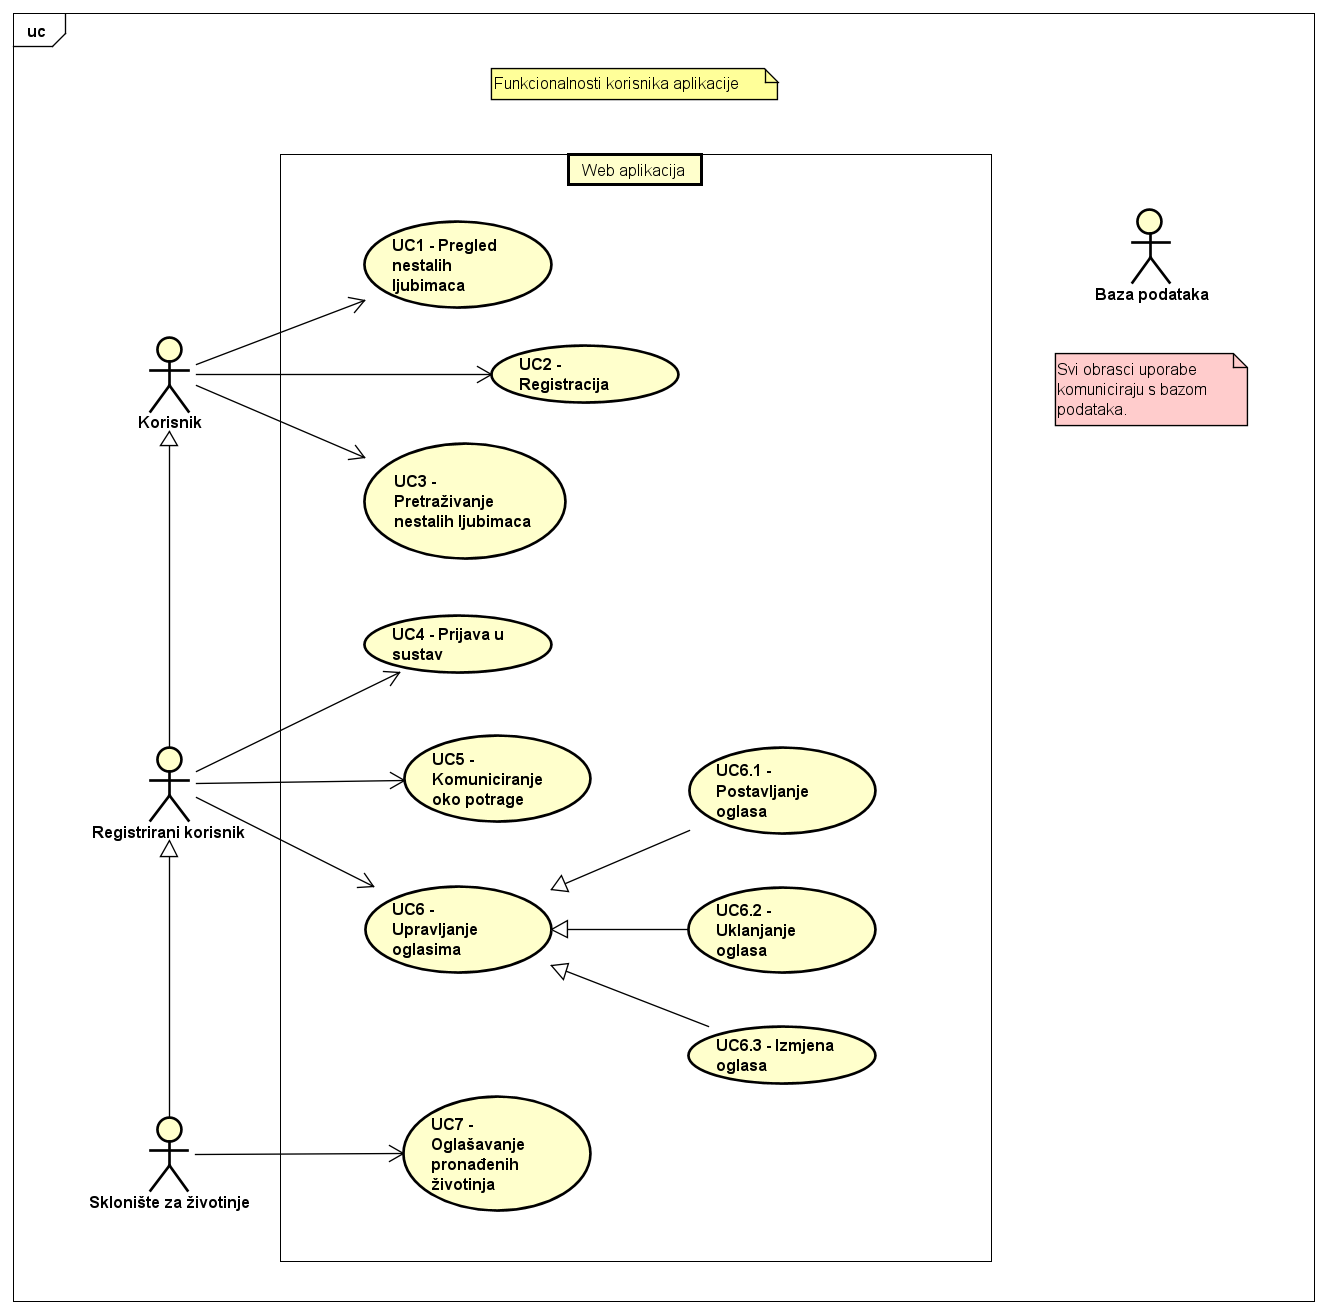 uc
Funkcionalnosti korisnika aplikacije
Web aplikacija
UC1 - Pregled
nestalih
ljubimaca
Baza podataka
UC2 -
Registracija
Svi obrasci uporabe
komuniciraju s bazom
podataka.
Korisnik
UC3 -
Pretraživanje
nestalih ljubimaca
UC4 - Prijava u
sustav
UC5 -
Komuniciranje
oko potrage
UC6.1 -
Postavljanje
oglasa
Registrirani korisnik
UC6 -
Upravljanje
oglasima
UC6.2 -
Uklanjanje
oglasa
UC6.3 - Izmjena
oglasa
UC7 -
Oglašavanje
pronađenih
životinja
Sklonište za životinje